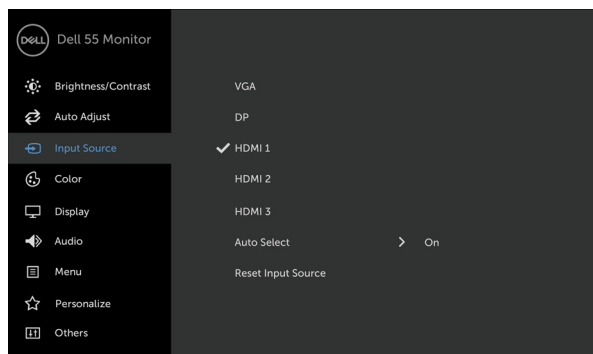 DELL Dell 55 Monitor
Brightness/Contrast VGA
Auto Adjust DP
Input Source HDMI 1
Color HDMI 2
Display HDMI 3
Audio Auto Select On
Menu Reset Input Source
Personalize
Others